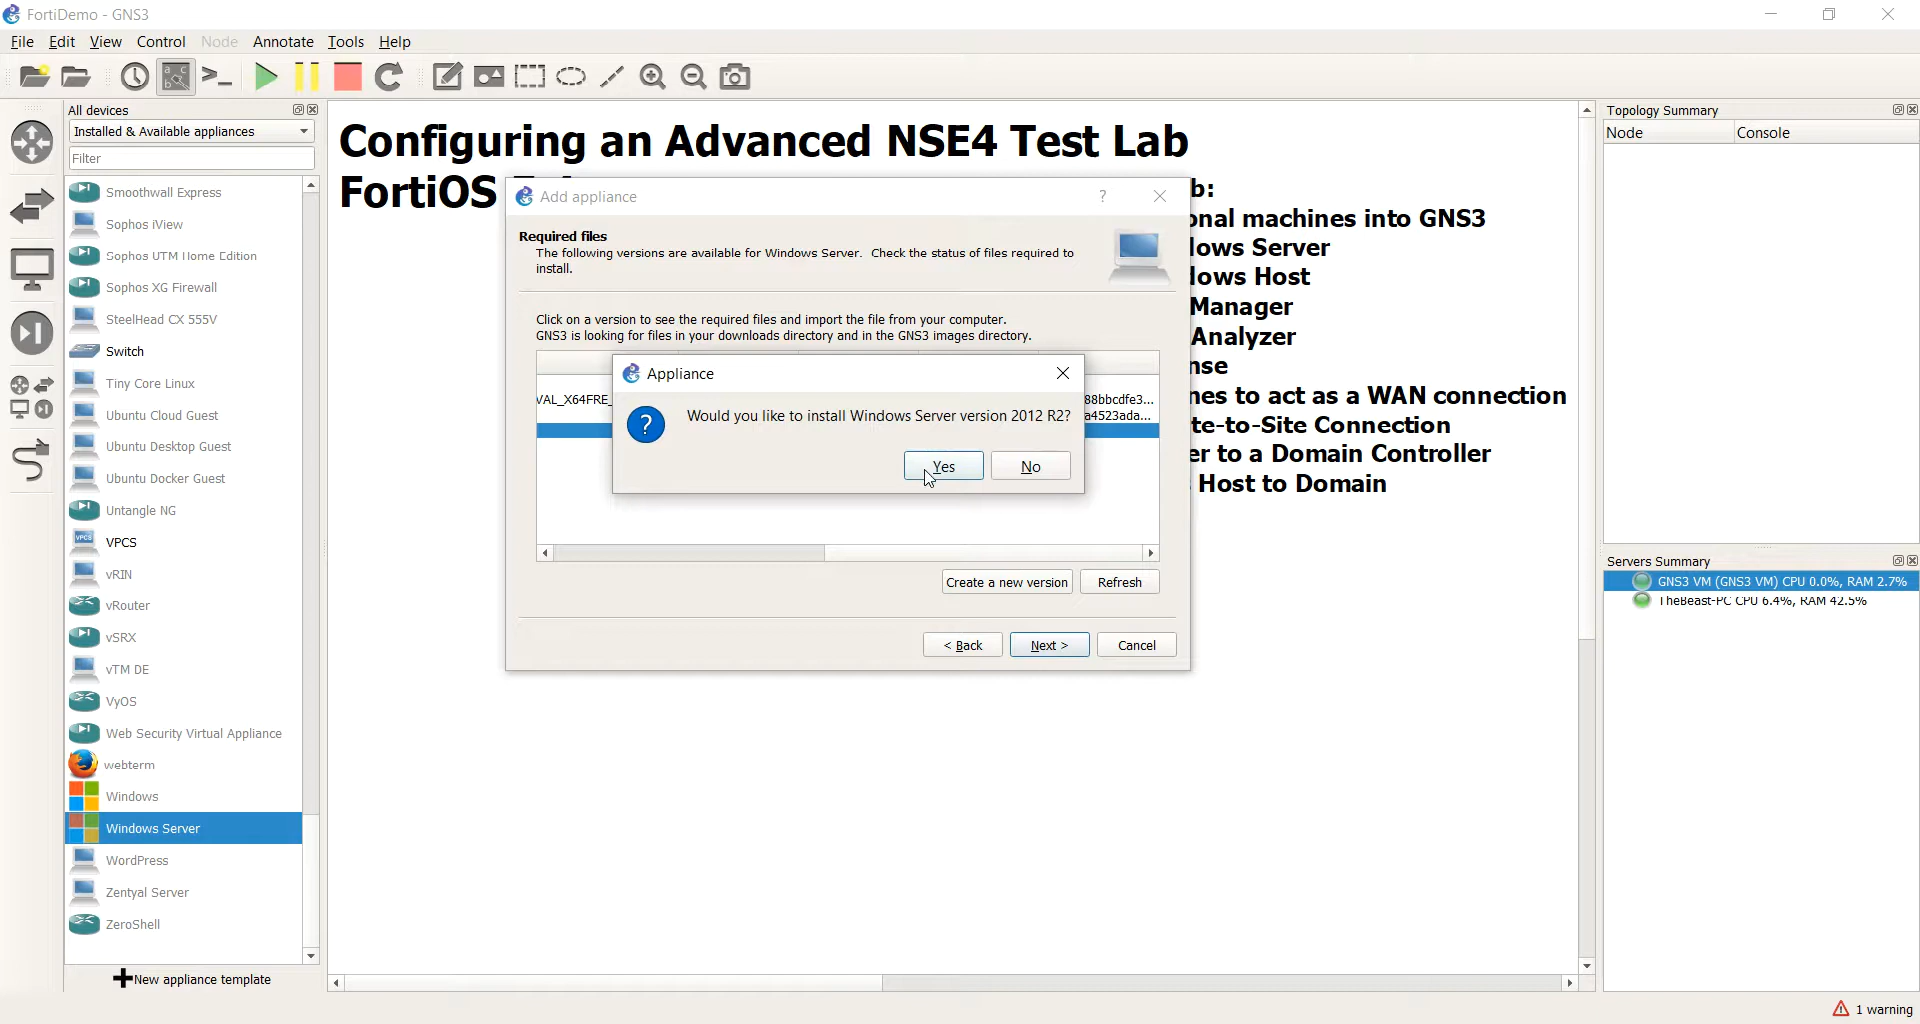 FortiDemo - GNS3
File Edit View Control Node Annotate Tools Help
All devices
Installed & Available appliances
Filter
Smoothwall Express
Sophos iView
Sophos UTM Home Edition
Sophos XG Firewall
SteelHead CX 555V
Switch
Tiny Core Linux
Ubuntu Cloud Guest
Ubuntu Desktop Guest
Ubuntu Docker Guest
Untangle NG
VPCS
vRIN
vRouter
vSRX
vTM DE
VyOS
Web Security Virtual Appliance
webterm
Windows
Windows Server
WordPress
Zentyal Server
ZeroShell
New appliance template
Configuring an Advanced NSE4 Test Lab
FortiOS
b:
onal machines into GNS3
dows Server
dows Host
Manager
Analyzer
nse
nes to act as a WAN connection
te-to-Site Connection
er to a Domain Controller
Host to Domain
Add appliance
Required files
The following versions are available for Windows Server. Check the status of files required to
install.
Click on a version to see the required files and import the file from your computer.
GNS3 is looking for files in your downloads directory and in the GNS3 images directory.
VAL_X64FRE_
88bbcdfe3...
a4523ada...
Appliance
Would you like to install Windows Server version 2012 R2?
Yes No
Create a new version Refresh
< Back Next > Cancel
Topology Summary
Node Console
Servers Summary
GNS3 VM (GNS3 VM) CPU 0.0%, RAM 2.7%
TheBeast-PC CPU 6.4%, RAM 42.5%
1 warning